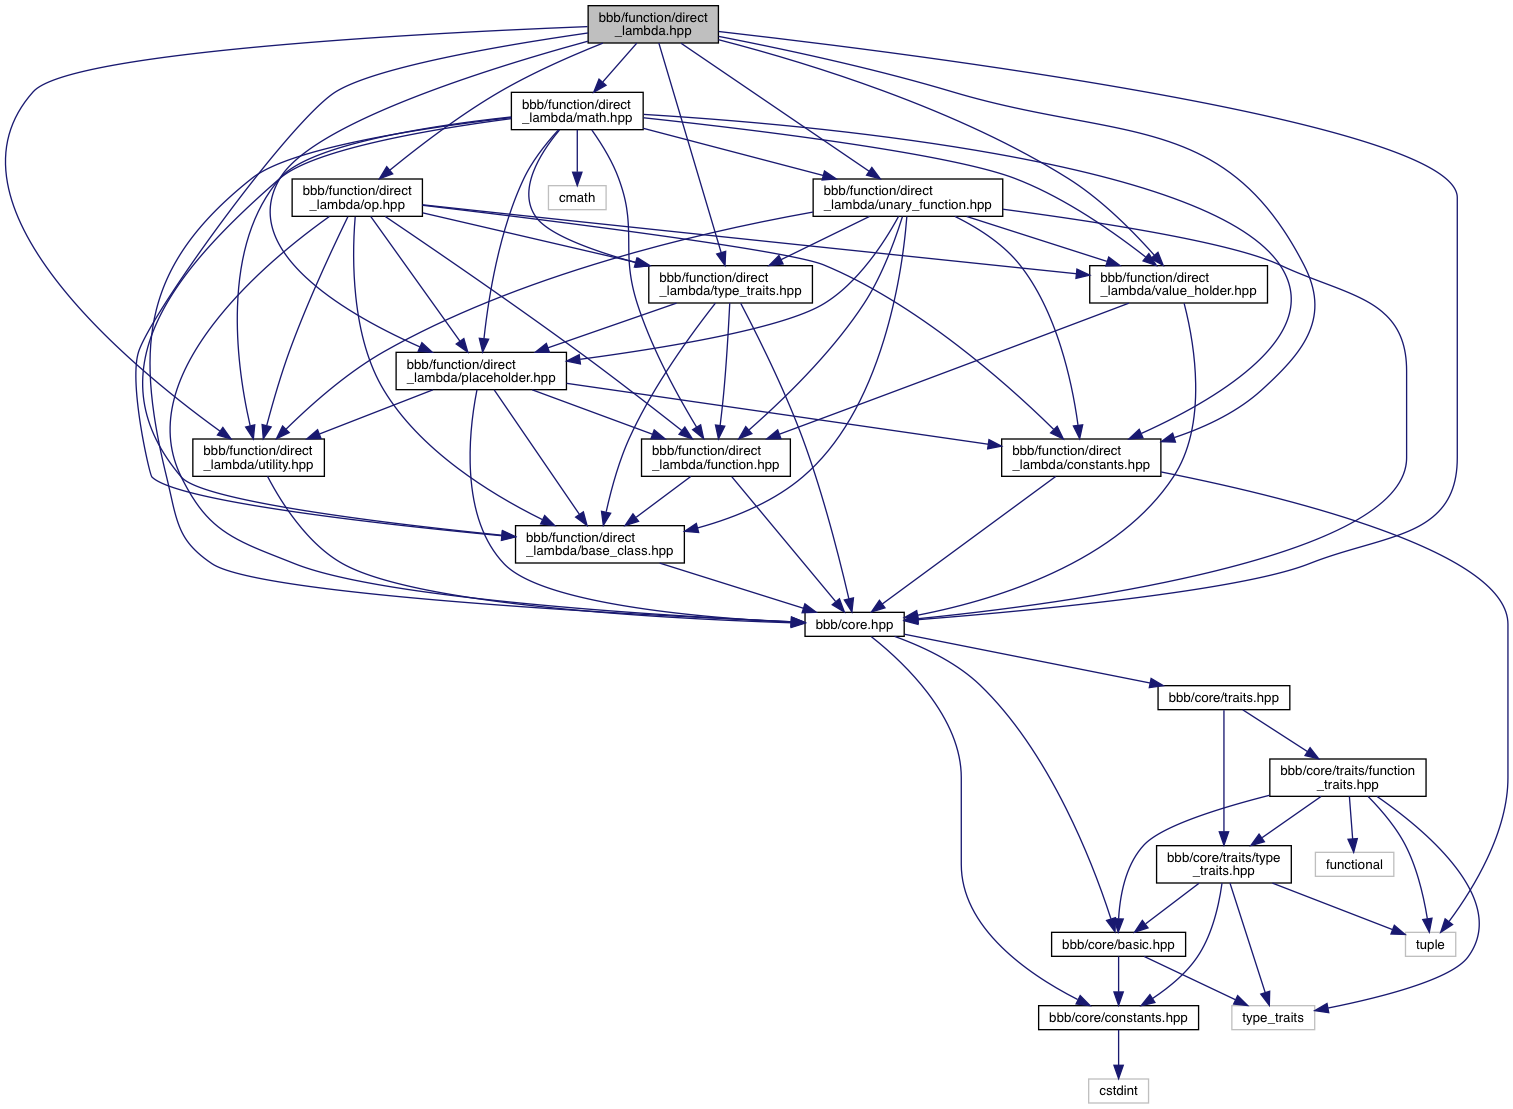 bbb/function/direct
_lambda.hpp
bbb/function/direct
_lambda/math.hpp
bbb/function/direct
_lambda/op.hpp
cmath
bbb/function/direct
_lambda/unary_function.hpp
bbb/function/direct
_lambda/type_traits.hpp
bbb/function/direct
_lambda/value_holder.hpp
bbb/function/direct
_lambda/placeholder.hpp
bbb/function/direct
_lambda/utility.hpp
bbb/function/direct
_lambda/function.hpp
bbb/function/direct
_lambda/constants.hpp
bbb/function/direct
_lambda/base_class.hpp
bbb/core.hpp
bbb/core/traits.hpp
bbb/core/traits/function
_traits.hpp
bbb/core/traits/type
_traits.hpp
functional
bbb/core/basic.hpp
tuple
bbb/core/constants.hpp
type_traits
cstdint